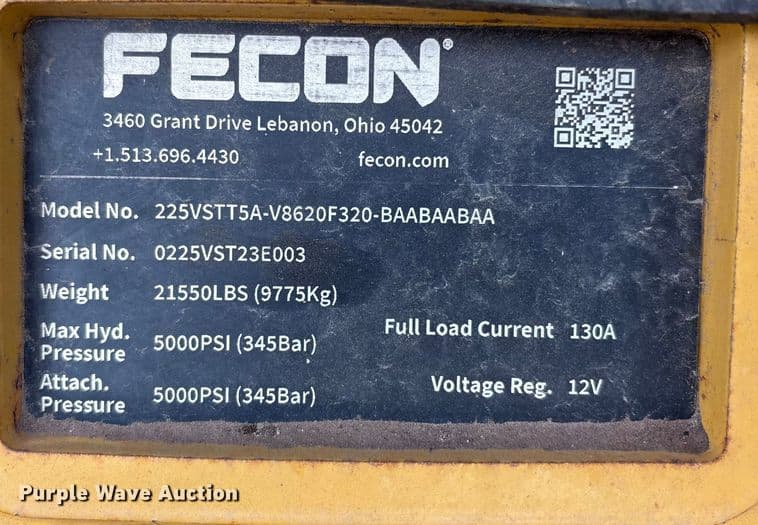 FECON®
3460 Grant Drive Lebanon, Ohio 45042
+1.513.696.4430 fecon.com
Model No. 225VSTT5A-V8620F320-BAABAABAA
Serial No. 0225VST23E003
Weight 21550LBS (9775Kg)
Max Hyd. Pressure 5000PSI (345Bar) Full Load Current 130A
Attach. Pressure 5000PSI (345Bar) Voltage Reg. 12V
Purple Wave Auction